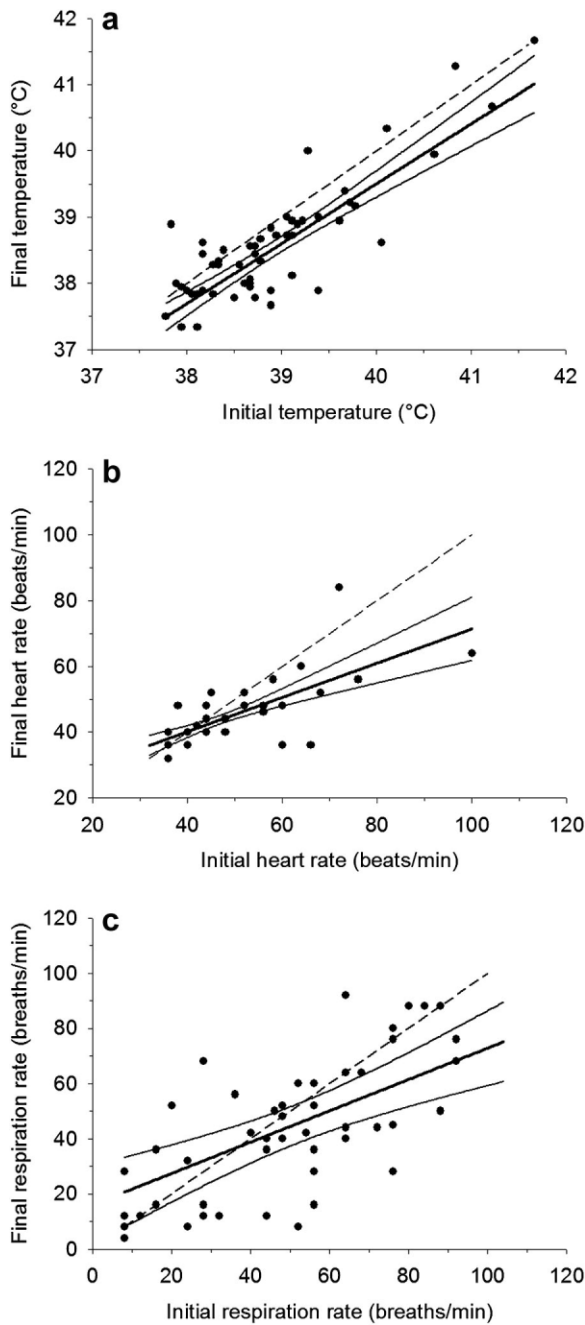 a
42
41
40
39
38
37
Final temperature (°C)
37 38 39 40 41 42
Initial temperature (°C)
b
120
100
80
60
40
20
Final heart rate (beats/min)
20 40 60 80 100 120
Initial heart rate (beats/min)
c
120
100
80
60
40
20
0
Final respiration rate (breaths/min)
0 20 40 60 80 100 120
Initial respiration rate (breaths/min)